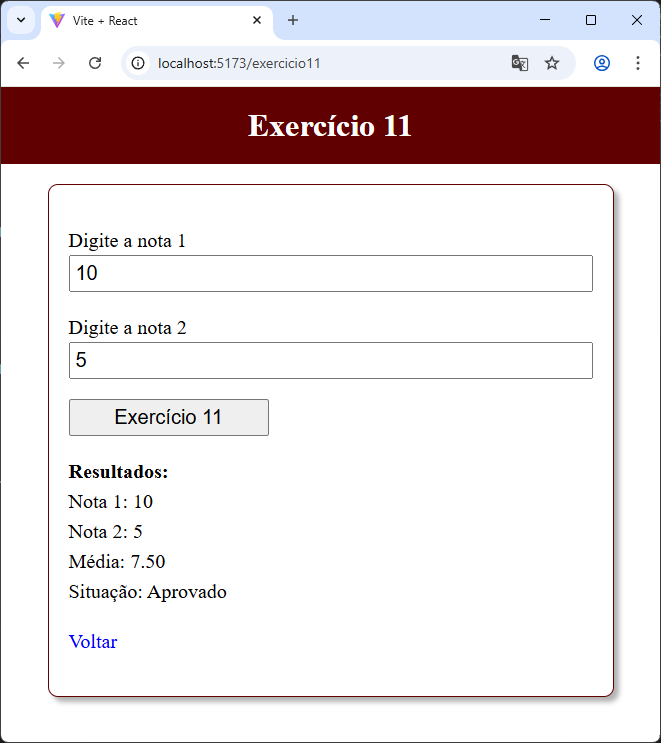 Vite + React
localhost:5173/exercicio11
Exercício 11
Digite a nota 1
10
Digite a nota 2
5
Exercício 11
Resultados:
Nota 1: 10
Nota 2: 5
Média: 7.50
Situação: Aprovado
Voltar